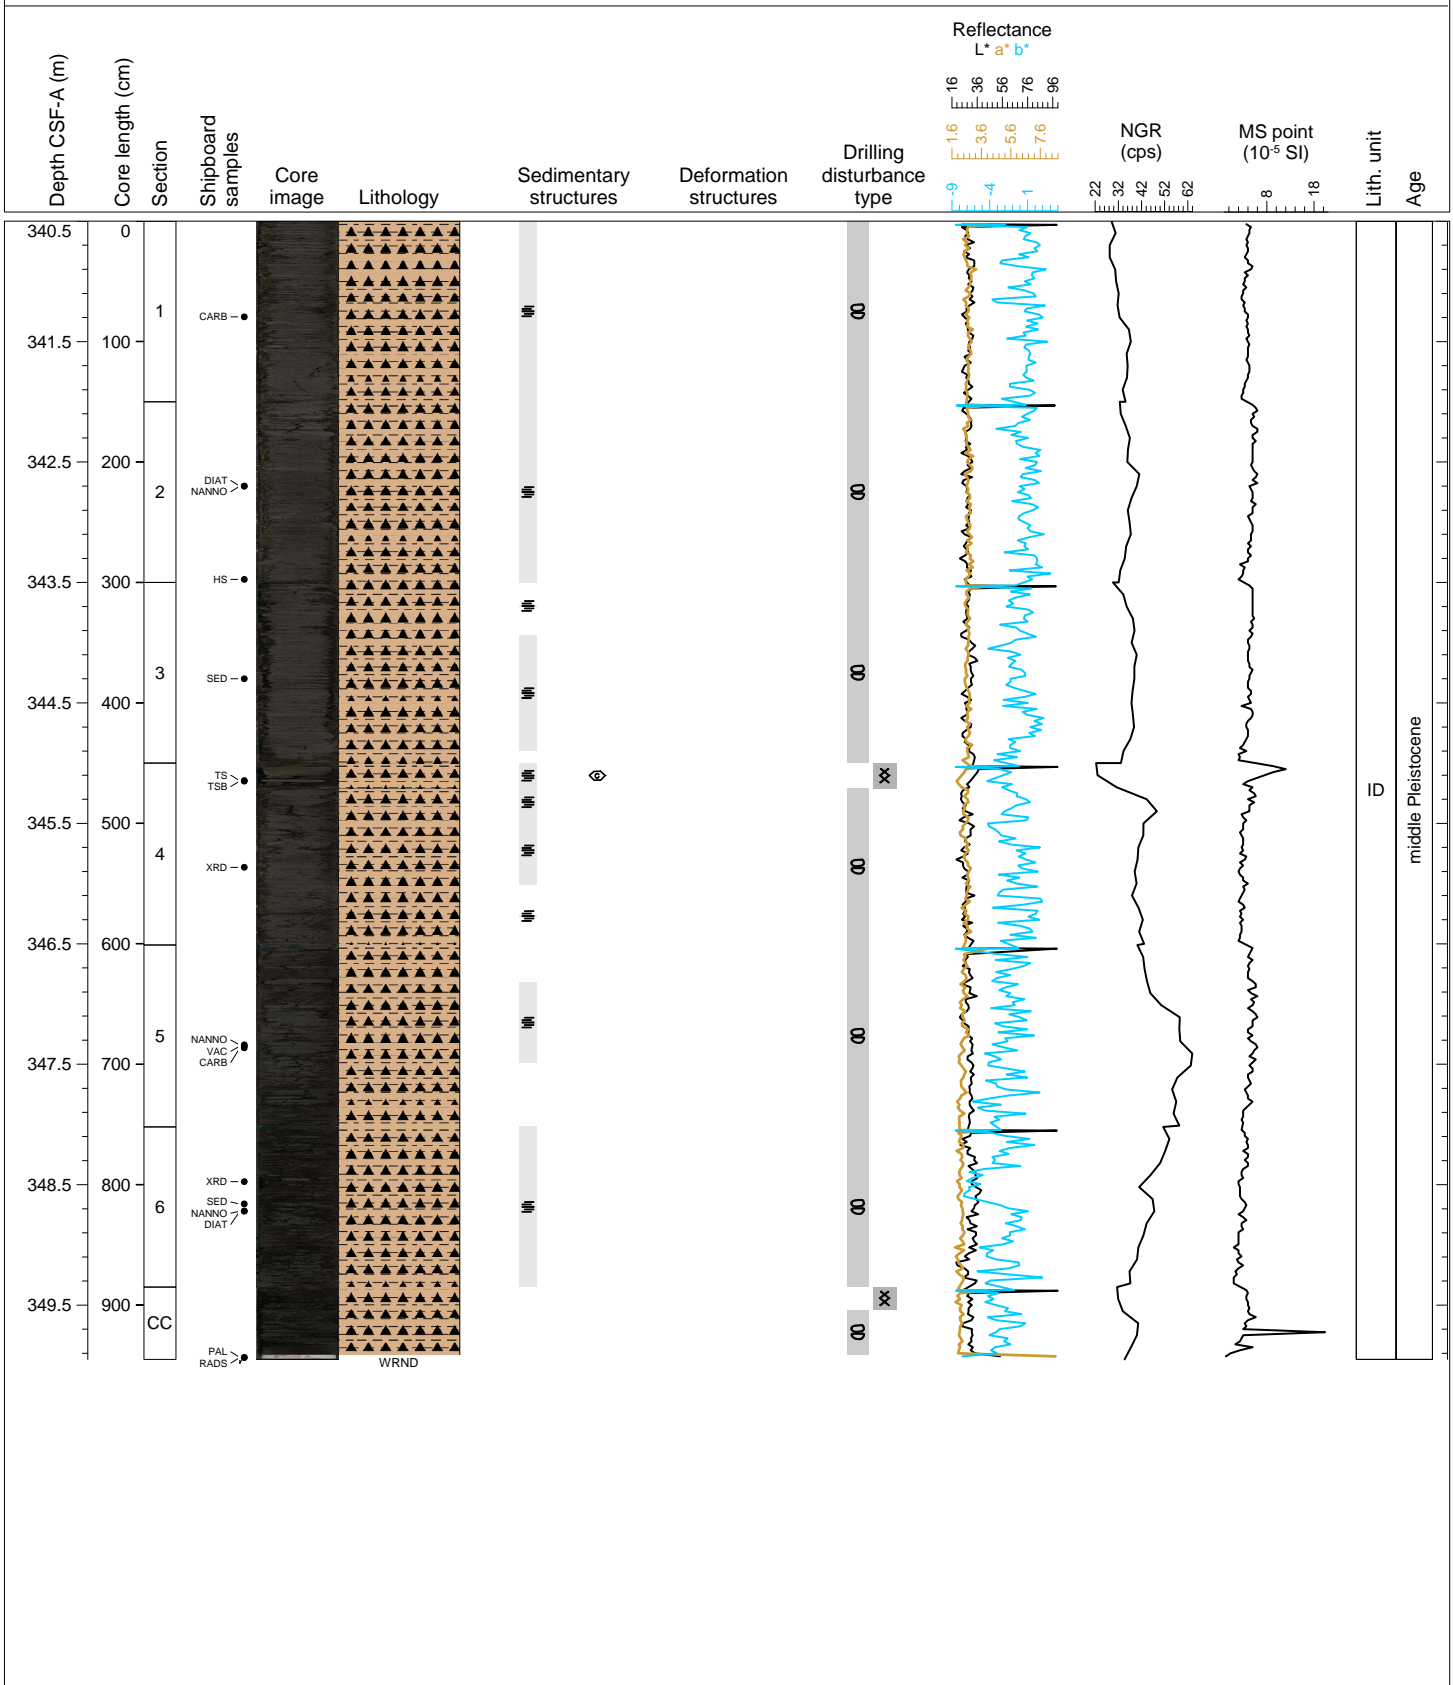 Depth CSF-A (m)
Core length (cm)
Section
Shipboard
samples
Core
image
Lithology
Sedimentary
structures
Deformation
structures
Drilling
disturbance
type
Reflectance
L* a* b*
16 36 56 76 96
1.6 3.6 5.6 7.6
-9 -4 1
NGR
(cps)
22 32 42 52 62
MS point
(10-5 SI)
8 18
Lith. unit
Age
340.5 0
1
CARB
341.5 100
342.5 200
DIAT
2
NANNO
HS
343.5 300
3
SED
344.5 400
TS
TSB
G
ID
345.5 500
4
middle Pleistocene
XRD
346.5 600
5
NANNO
VAC
CARB
347.5 700
XRD
348.5 800
SED
6
NANNO
DIAT
349.5 900
CC
PAL
RADS
WRND